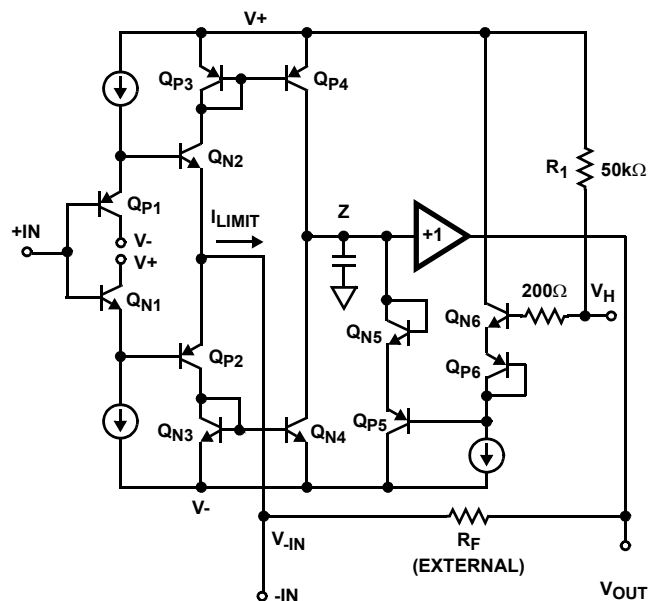 V+
QP3
QP4
QN2
R1
50kΩ
QP1
ILIMIT
Z
+IN
V-
V+
+1
200Ω
VH
QN1
QN5
QN6
QP2
QP6
QP5
QN3
QN4
V-
V-IN
RF
(EXTERNAL)
-IN
VOUT